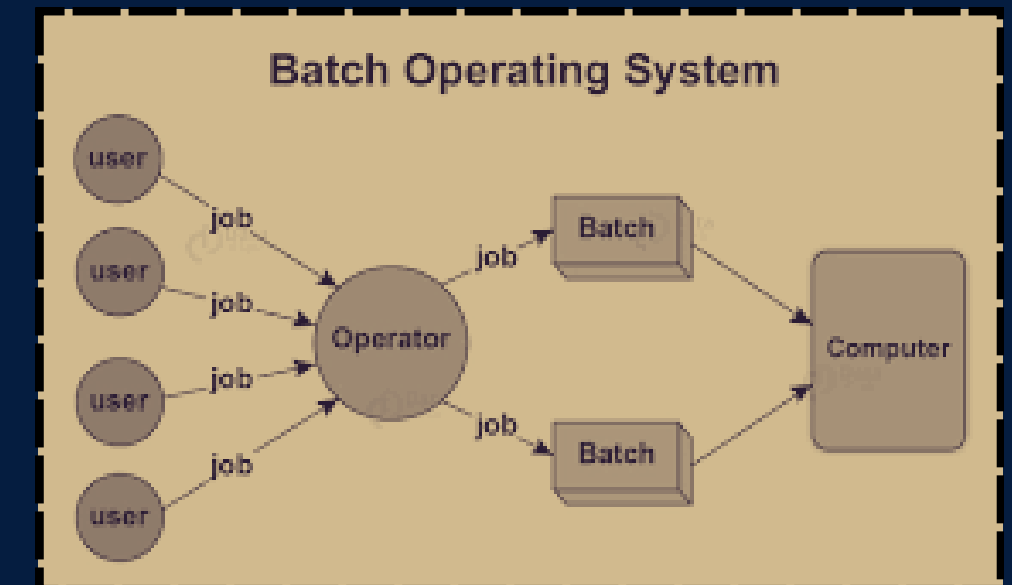 Batch Operating System
user
job
user
job
user
job
user
job
Operator
job
Batch
job
Batch
Computer